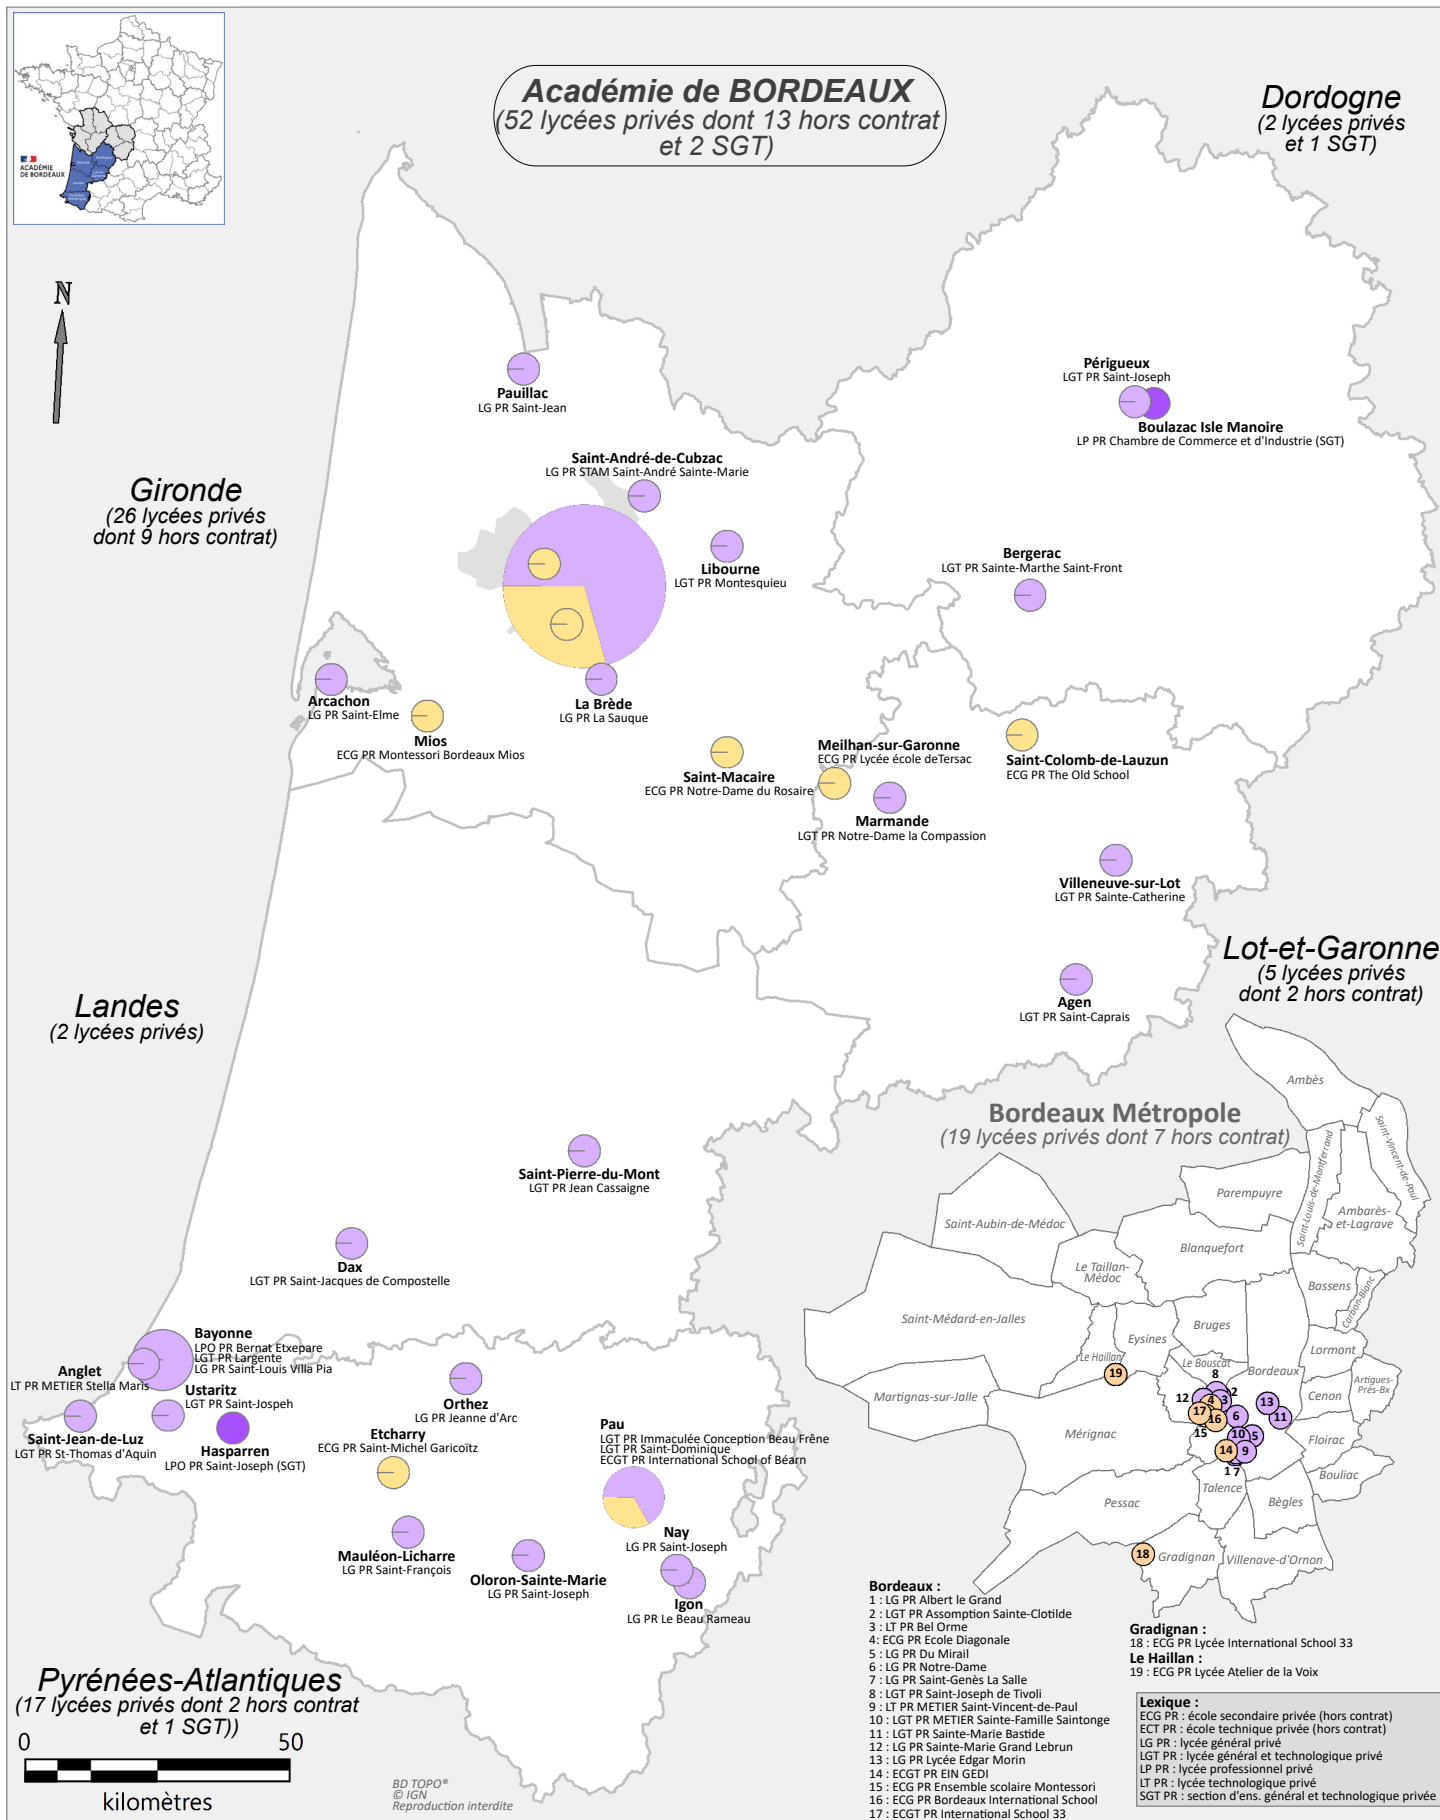 Académie de BORDEAUX
(52 lycées privés dont 13 hors contrat
et 2 SGT)
Dordogne
(2 lycées privés
et 1 SGT)
ACADÉMIE
DE BORDEAUX
N
Périgueux
LGT PR Saint-Joseph
Boulazac Isle Manoire
LP PR Chambre de Commerce et d'Industrie (SGT)
Pauillac
LG PR Saint-Jean
Saint-André-de-Cubzac
LG PR STAM Saint-André Sainte-Marie
Gironde
(26 lycées privés
dont 9 hors contrat)
Libourne
LGT PR Montesquieu
Bergerac
LGT PR Sainte-Marthe Saint-Front
Arcachon
LG PR Saint-Elme
La Brède
LG PR La Sauque
Mios
ECG PR Montessori Bordeaux Mios
Saint-Macaire
ECG PR Notre-Dame du Rosaire
Meilhan-sur-Garonne
ECG PR Lycée école deTersac
Saint-Colomb-de-Lauzun
ECG PR The Old School
Marmande
LGT PR Notre-Dame la Compassion
Villeneuve-sur-Lot
LGT PR Sainte-Catherine
Lot-et-Garonne
(5 lycées privés
dont 2 hors contrat)
Agen
LGT PR Saint-Caprais
Landes
(2 lycées privés)
Saint-Pierre-du-Mont
LGT PR Jean Cassaigne
Dax
LGT PR Saint-Jacques de Compostelle
Bayonne
LPO PR Bernat Etxepare
LGT PR Largente
LG PR Saint-Louis Villa Pia
Anglet
LT PR METIER Stella Maris
Ustaritz
LGT PR Saint-Jospeh
Saint-Jean-de-Luz
LGT PR St-Thomas d'Aquin
Hasparren
LPO PR Saint-Joseph (SGT)
Orthez
LG PR Jeanne d'Arc
Etcharry
ECG PR Saint-Michel Garicoïtz
Pau
LGT PR Immaculée Conception Beau Frêne
LGT PR Saint-Dominique
ECGT PR International School of Béarn
Mauléon-Licharre
LG PR Saint-François
Oloron-Sainte-Marie
LG PR Saint-Joseph
Nay
LG PR Saint-Joseph
Igon
LG PR Le Beau Rameau
Pyrénées-Atlantiques
(17 lycées privés dont 2 hors contrat
et 1 SGT))
0 50
kilomètres
BD TOPO®
© IGN
Reproduction interdite
Bordeaux Métropole
(19 lycées privés dont 7 hors contrat)
Ambès
Saint-Vincent-de-Paul
Saint-Louis-de-Montferrand
Parempuyre
Ambarès-
et-Lagrave
Saint-Aubin-de-Médoc
Blanquefort
Le Taillan-
Médoc
Bassens
Carbon-Blanc
Saint-Médard-en-Jalles
Bruges
Eysines
Lormont
Le Haillan
Le Bouscat
Bordeaux
Artigues-
Près-Bx
Martignas-sur-Jalle
Cenon
19
8
12
2
4
3
13
17
16
6
11
15
10
5
14
9
1
7
Mérignac
Floirac
Bouliac
Talence
Pessac
Bègles
18
Gradignan
Villenave-d'Ornon
Bordeaux :
1 : LG PR Albert le Grand
2 : LGT PR Assomption Sainte-Clotilde
3 : LT PR Bel Orme
4: ECG PR Ecole Diagonale
5 : LG PR Du Mirail
6 : LG PR Notre-Dame
7 : LG PR Saint-Genès La Salle
8 : LGT PR Saint-Joseph de Tivoli
9 : LT PR METIER Saint-Vincent-de-Paul
10 : LGT PR METIER Sainte-Famille Saintonge
11 : LGT PR Sainte-Marie Bastide
12 : LG PR Sainte-Marie Grand Lebrun
13 : LG PR Lycée Edgar Morin
14 : ECGT PR EIN GEDI
15 : ECG PR Ensemble scolaire Montessori
16 : ECG PR Bordeaux International School
17 : ECGT PR International School 33
Gradignan :
18 : ECG PR Lycée International School 33
Le Haillan :
19 : ECG PR Lycée Atelier de la Voix
Lexique :
ECG PR : école secondaire privée (hors contrat)
ECT PR : école technique privée (hors contrat)
LG PR : lycée général privé
LGT PR : lycée général et technologique privé
LP PR : lycée professionnel privé
LT PR : lycée technologique privé
SGT PR : section d'ens. général et technologique privée